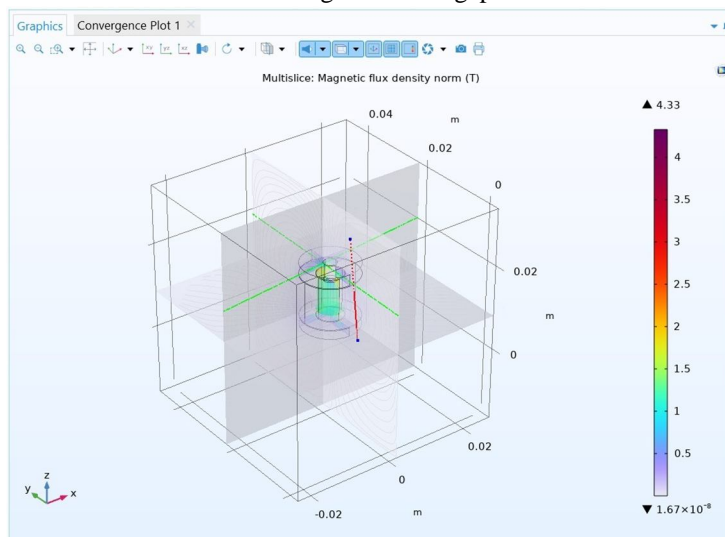 Graphics Convergence Plot 1
Multislice: Magnetic flux density norm (T)
▲ 4.33
0.04
m
0.02
0
0.02
m
0
0.02
0
m
-0.02
4
3.5
3
2.5
2
1.5
1
0.5
▼ 1.67×10⁻⁸
z
y
x